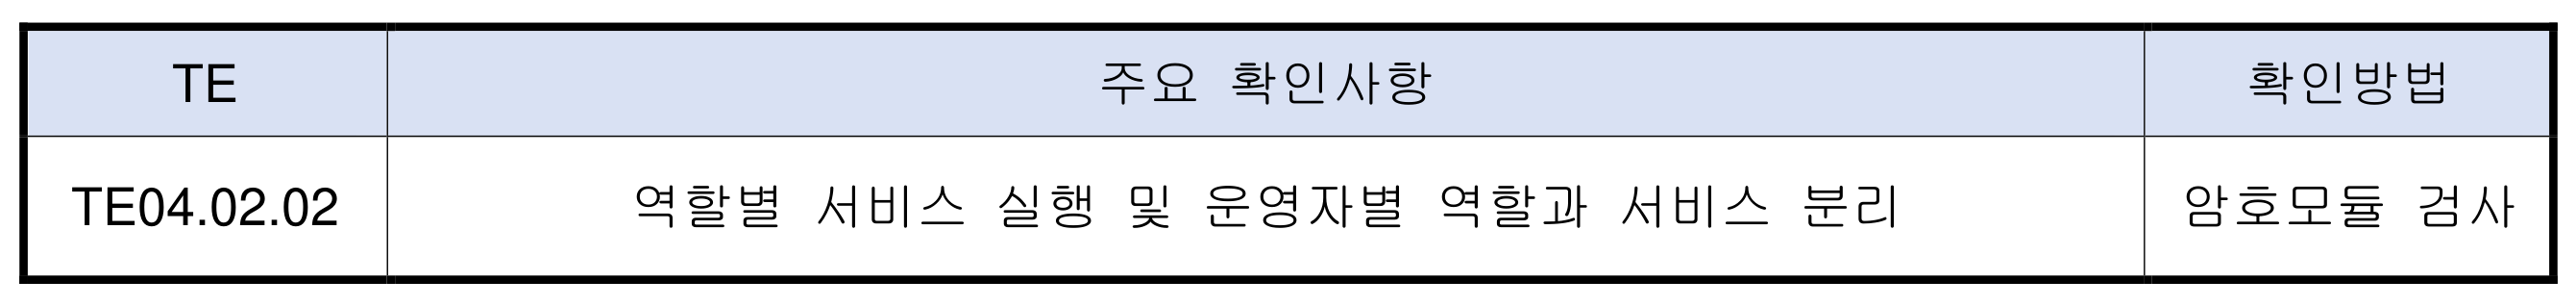 TE 주요 확인사항 확인방법
TE04.02.02 역할별 서비스 실행 및 운영자별 역할과 서비스 분리 암호모듈 검사